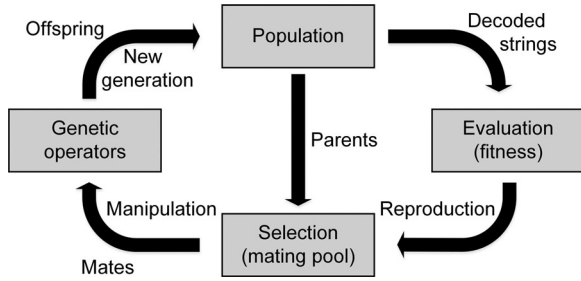 Offspring
New
generation
Population
Decoded
strings
Genetic
operators
Parents
Evaluation
(fitness)
Manipulation
Mates
Selection
(mating pool)
Reproduction